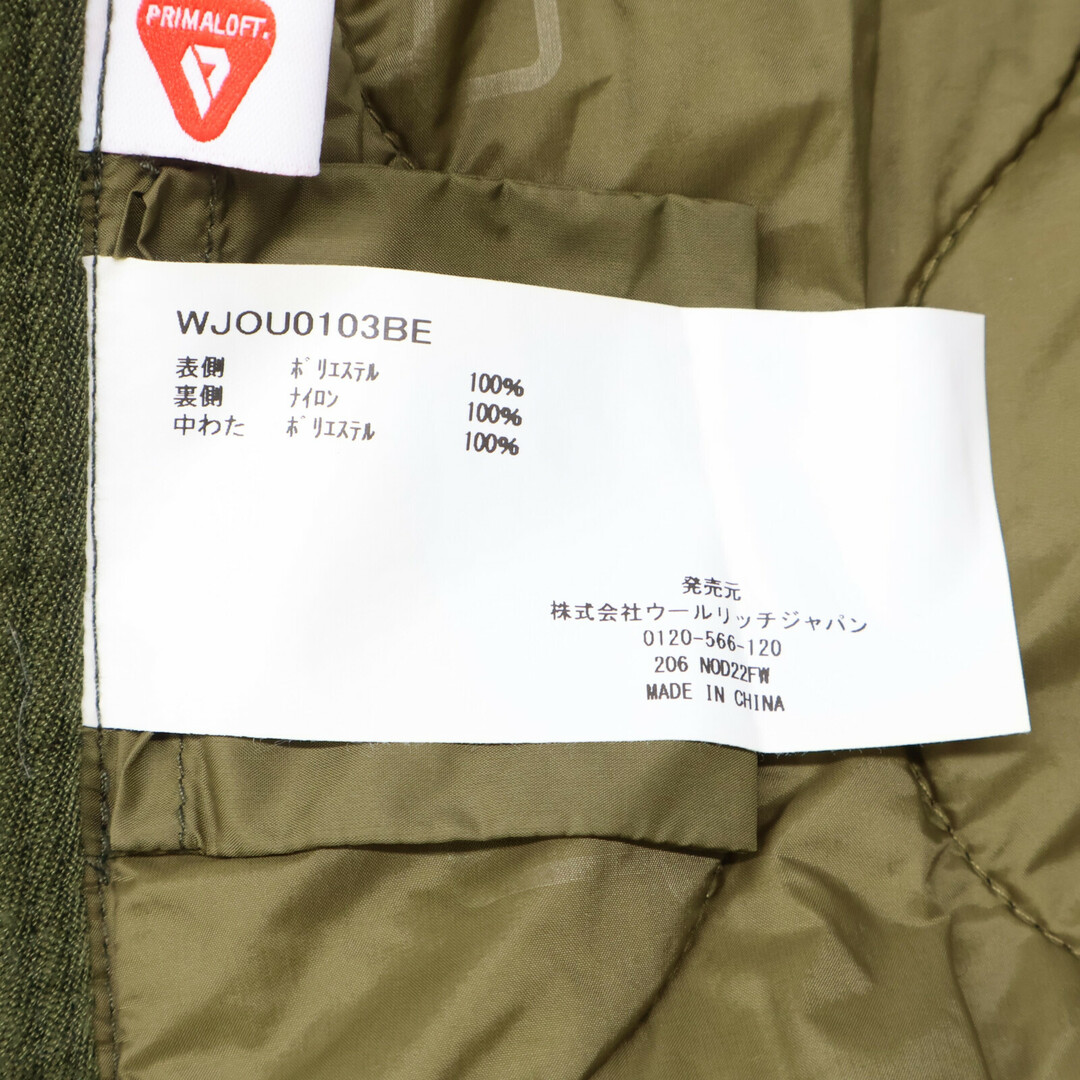 PRIMALOFT.
WJOU0103BE
表側 ﾎﾟﾘｴｽﾃﾙ 100%
裏側 ﾅｲﾛﾝ 100%
中わた ﾎﾟﾘｴｽﾃﾙ 100%
発売元
株式会社ウールリッチジャパン
0120-566-120
206 NOD22FW
MADE IN CHINA